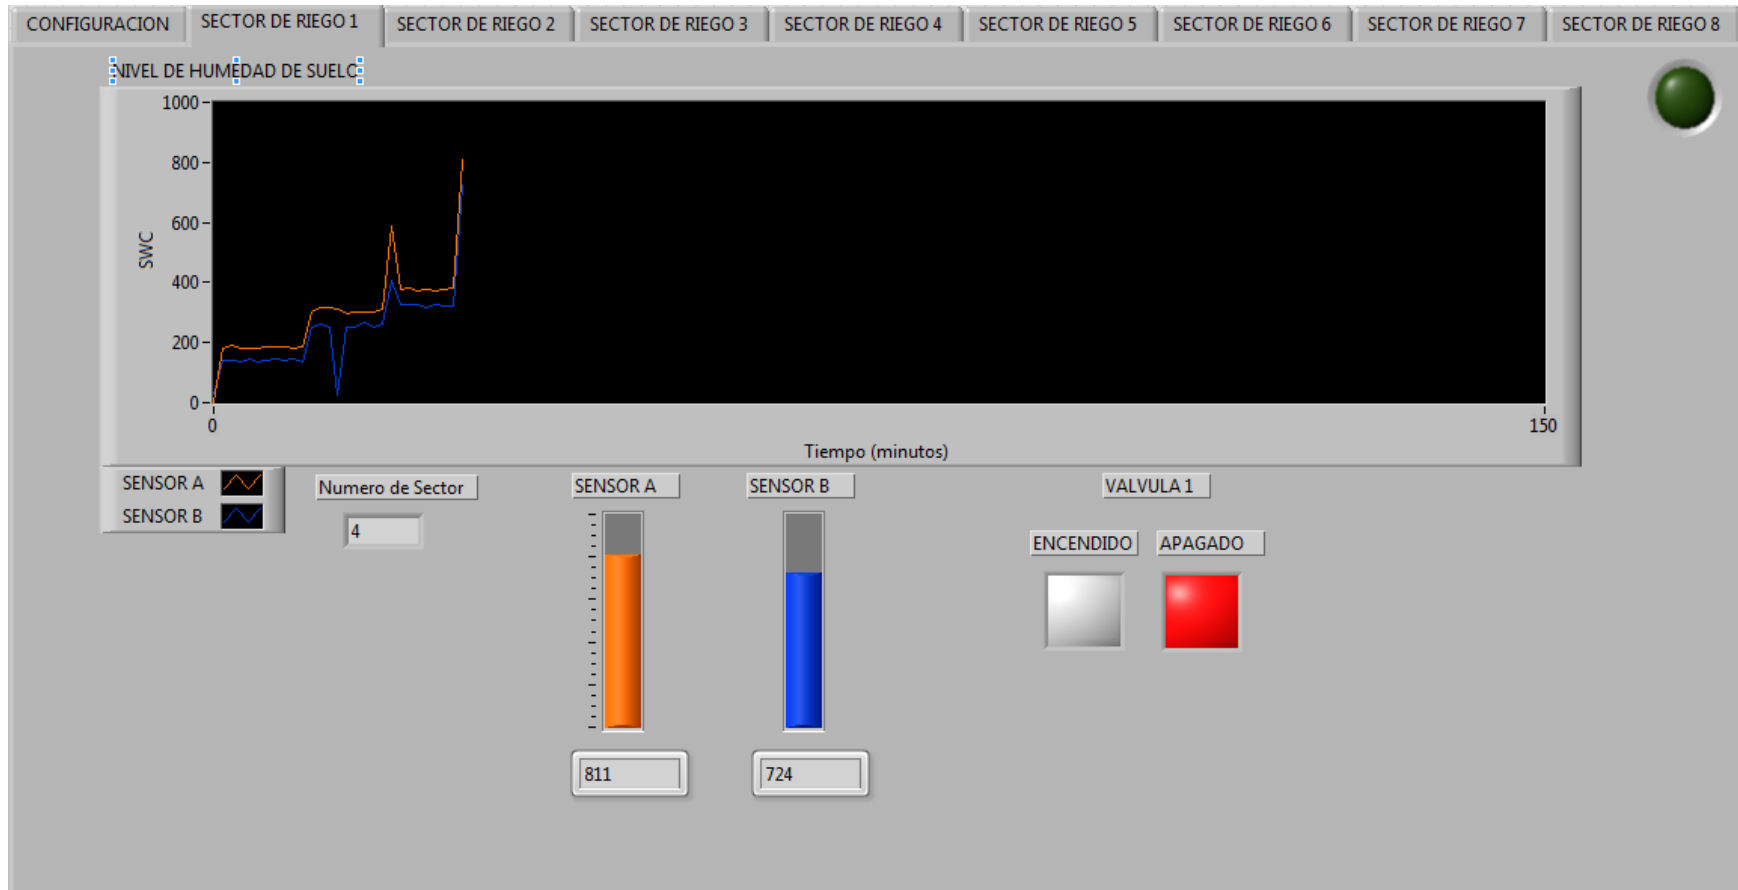 CONFIGURACION SECTOR DE RIEGO 1 SECTOR DE RIEGO 2 SECTOR DE RIEGO 3 SECTOR DE RIEGO 4 SECTOR DE RIEGO 5 SECTOR DE RIEGO 6 SECTOR DE RIEGO 7 SECTOR DE RIEGO 8
NIVEL DE HUMEDAD DE SUELO
1000
800
600
SWC
400
200
0
0 150
Tiempo (minutos)
SENSOR A
SENSOR B
Numero de Sector
4
SENSOR A
811
SENSOR B
724
VALVULA 1
ENCENDIDO APAGADO